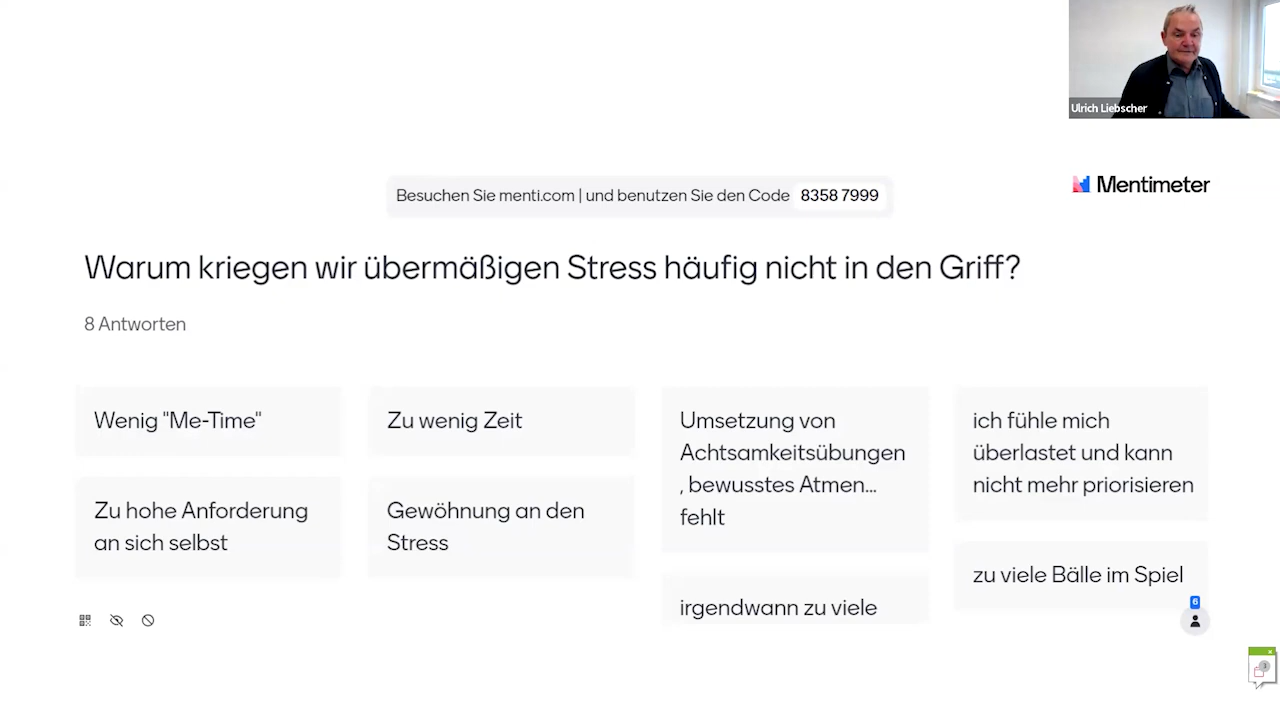 Ulrich Liebscher
Besuchen Sie menti.com | und benutzen Sie den Code 8358 7999
Mentimeter
Warum kriegen wir übermäßigen Stress häufig nicht in den Griff?
8 Antworten
Wenig "Me-Time"
Zu hohe Anforderung
an sich selbst
Zu wenig Zeit
Gewöhnung an den
Stress
Umsetzung von
Achtsamkeitsübungen
, bewusstes Atmen...
fehlt
irgendwann zu viele
ich fühle mich
überlastet und kann
nicht mehr priorisieren
zu viele Bälle im Spiel
6
1